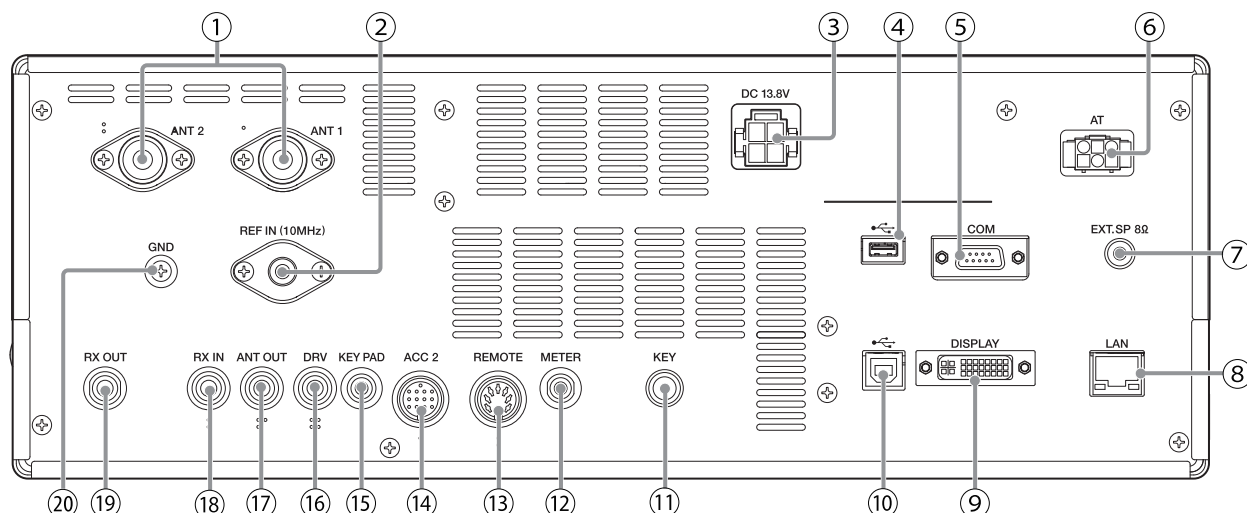 1 2 3 4 5 6
DC 13.8V
AT
ANT 2 ANT 1
GND
REF IN (10MHz)
COM
EXT.SP 8Ω
7
RX OUT RX IN ANT OUT DRV KEY PAD ACC 2 REMOTE METER KEY DISPLAY LAN
8
20 19 18 17 16 15 14 13 12 11 10 9